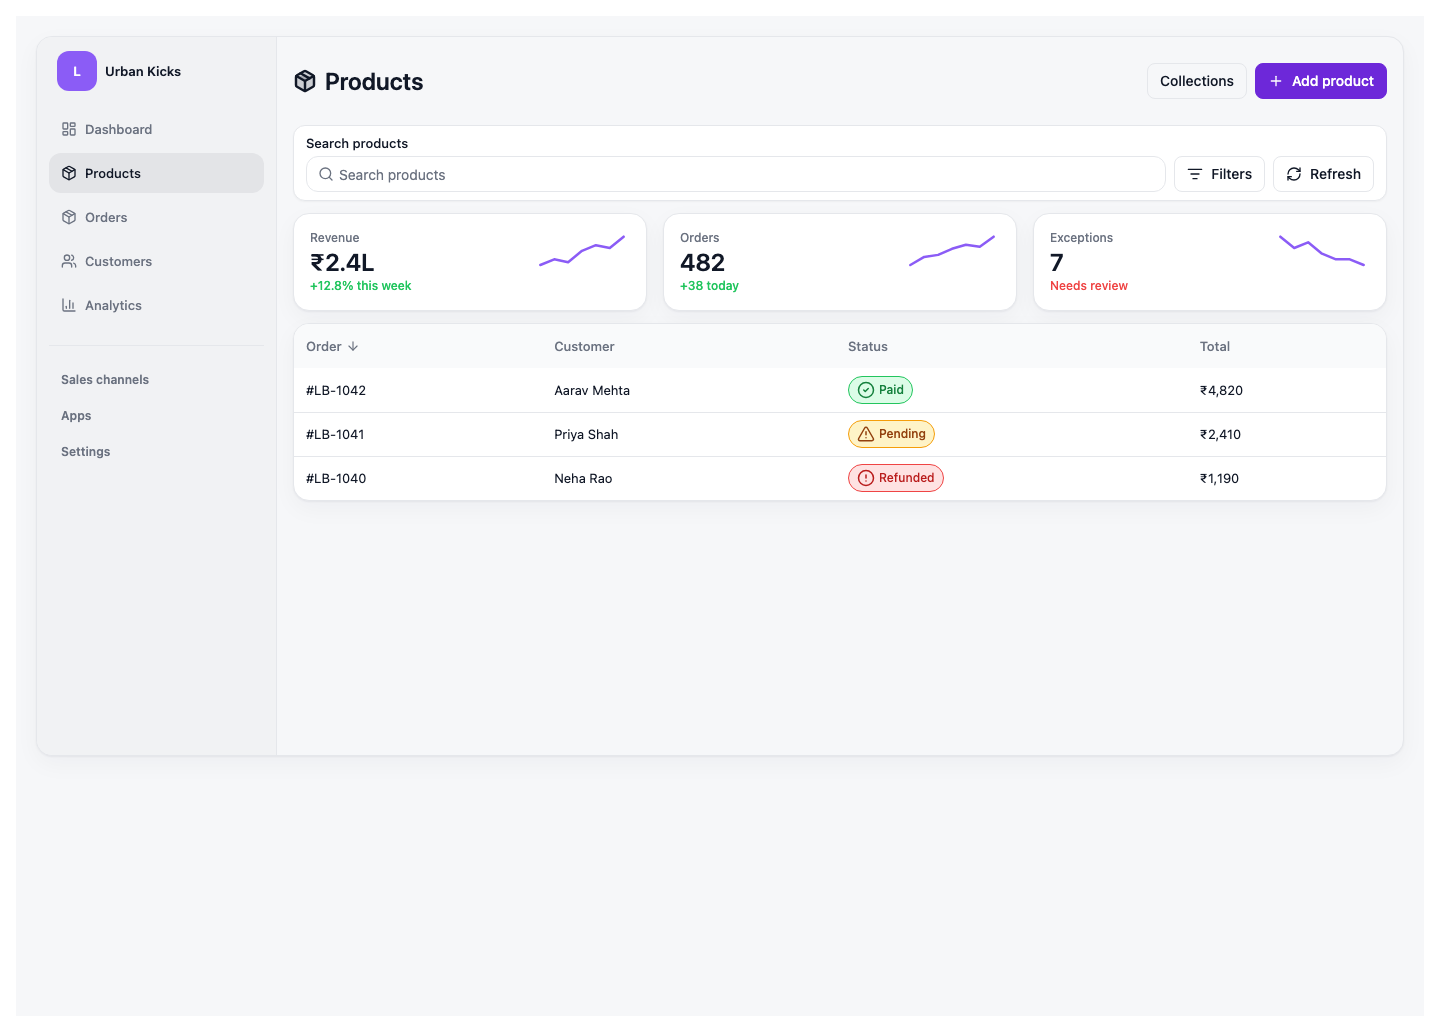 L
Urban Kicks
Dashboard
Products
Orders
Customers
Analytics
Sales channels
Apps
Settings
Products
Collections
Add product
Search products
Search products
Filters
Refresh
Revenue
₹2.4L
+12.8% this week
Orders
482
+38 today
Exceptions
7
Needs review
Order Customer Status Total
#LB-1042 Aarav Mehta Paid ₹4,820
#LB-1041 Priya Shah Pending ₹2,410
#LB-1040 Neha Rao Refunded ₹1,190